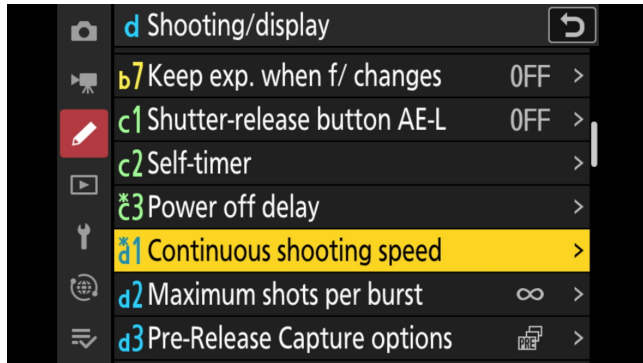 d Shooting/display
b7 Keep exp. when f/ changes OFF >
c1 Shutter-release button AE-L OFF >
c2 Self-timer >
*c3 Power off delay >
*d1 Continuous shooting speed >
d2 Maximum shots per burst ∞ >
d3 Pre-Release Capture options PRE >